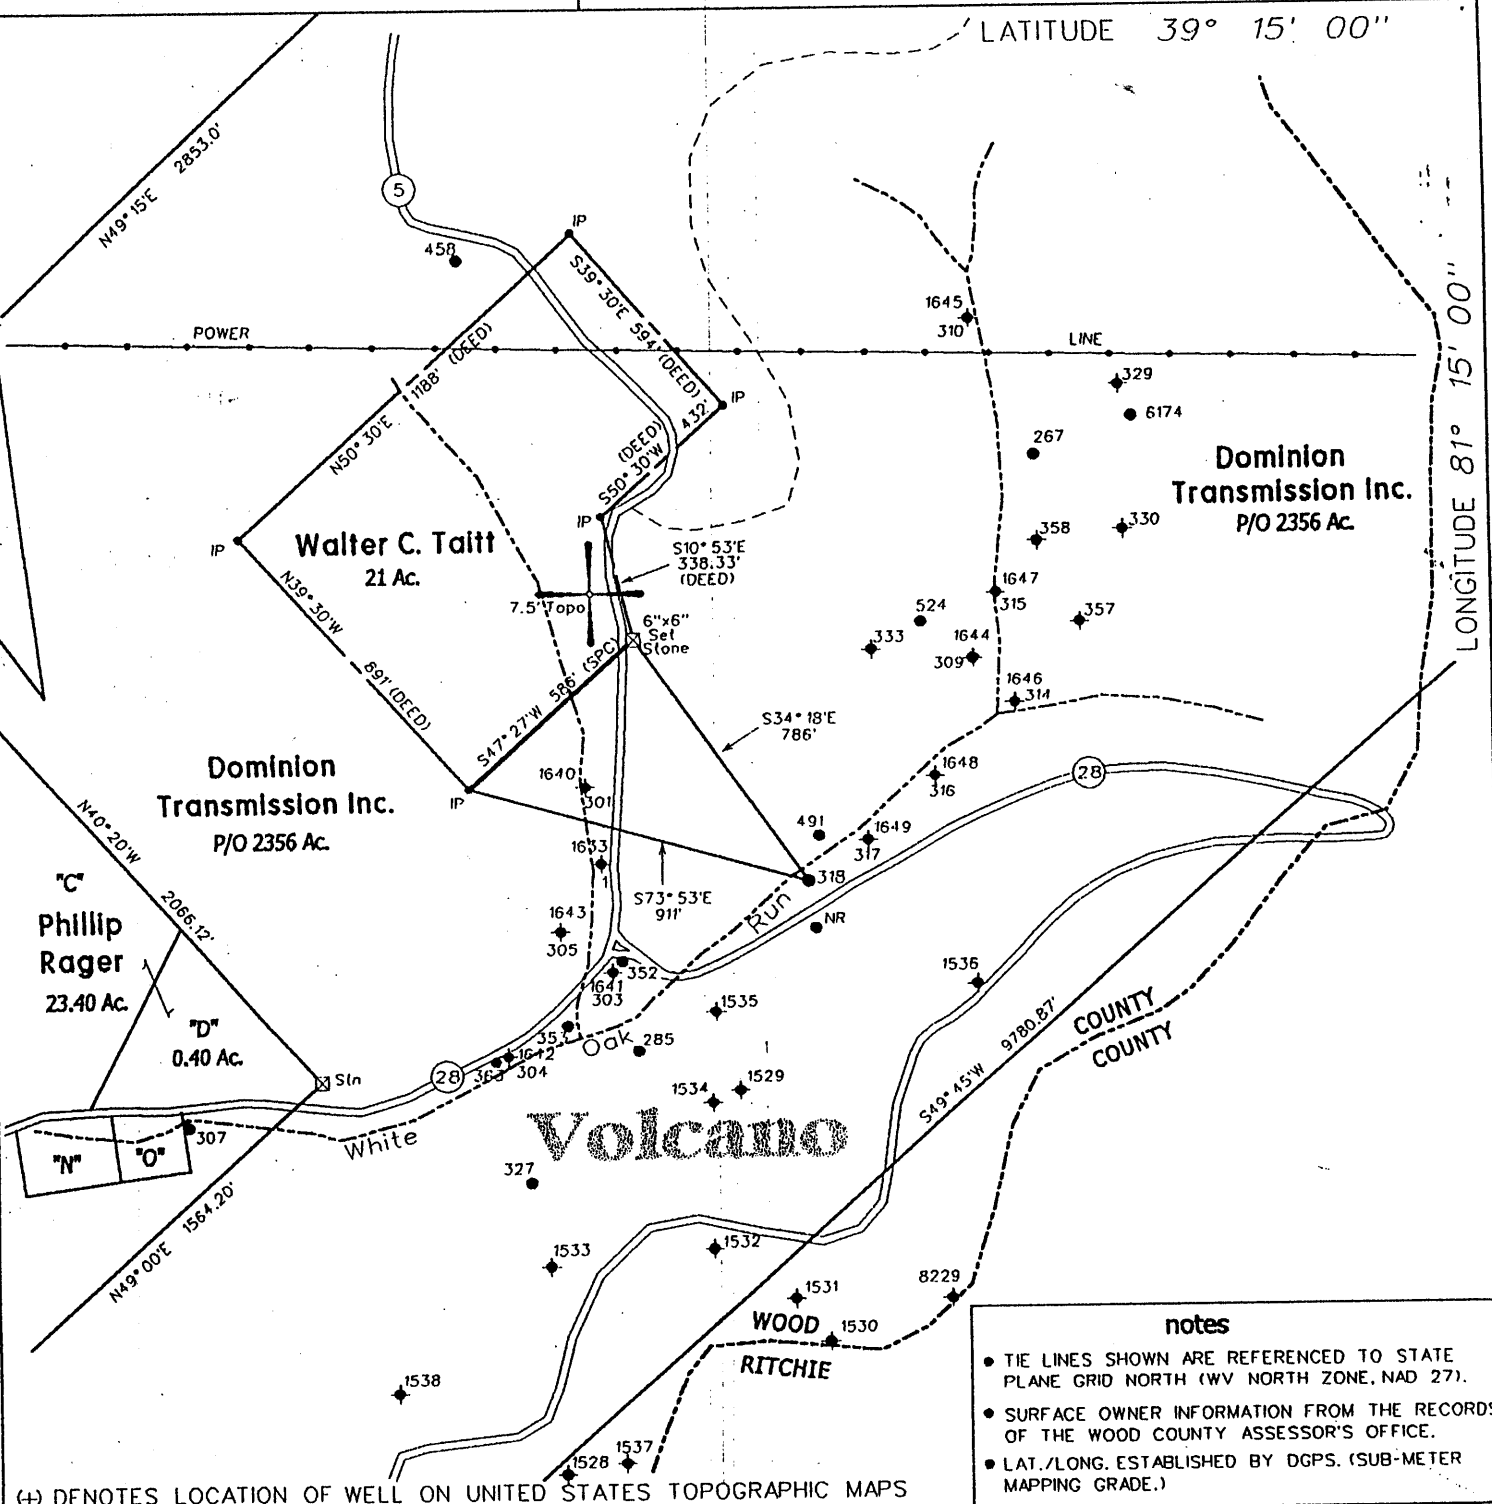 LATITUDE 39° 15' 00"
N49° 15'E 2853.0'
5
458
IP
S39° 30'E 594' (DEED)
1645
310
POWER
LINE
LONGITUDE 81° 15' 00"
1188' (DEED)
N50° 30'E
IP
329
6174
(DEED)
S50° 30'W 432'
267
Dominion
Transmission Inc.
P/O 2356 Ac.
IP
IP
Walter C. Taitt
21 Ac.
S10° 53'E
338.33'
(DEED)
358
330
N39° 30'W 891' (DEED)
7.5' Topo
6"x6"
Set
Stone
1647
315
524
357
333
1644
309
1646
314
S47° 27'W 586' (SPC)
S34° 18'E
786'
Dominion
Transmission Inc.
P/O 2356 Ac.
IP
1640
301
1648
316
28
N40° 20'W 2066.12'
491
1649
317
1633
1
318
"C"
Phillip
Rager
23.40 Ac.
S73° 53'E
911'
Run
NR
1643
305
352
1641
303
1536
1535
"D"
0.40 Ac.
Oak
285
1642
304
363
28
Sln
S49° 45'W 9780.87'
COUNTY
COUNTY
1534
1529
Volcano
307
White
"N"
"O"
327
N49° 00'E 1564.20'
1533
1532
1531
8229
WOOD
1530
RITCHIE
1538
1537
1528
notes
• TIE LINES SHOWN ARE REFERENCED TO STATE
PLANE GRID NORTH (WV NORTH ZONE, NAD 27).
• SURFACE OWNER INFORMATION FROM THE RECORDS
OF THE WOOD COUNTY ASSESSOR'S OFFICE.
• LAT./LONG. ESTABLISHED BY DGPS. (SUB-METER
MAPPING GRADE.)
(+) DENOTES LOCATION OF WELL ON UNITED STATES TOPOGRAPHIC MAPS